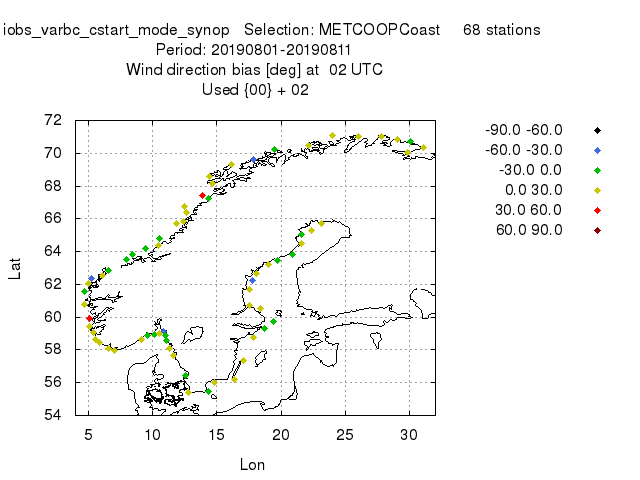 iobs_varbc_cstart_mode_synop Selection: METCOOPCoast 68 stations
Period: 20190801-20190811
Wind direction bias [deg] at 02 UTC
Used {00} + 02
72
70
68
66
64
62
60
58
56
54
Lat
5 10 15 20 25 30
Lon
-90.0 -60.0
-60.0 -30.0
-30.0 0.0
0.0 30.0
30.0 60.0
60.0 90.0